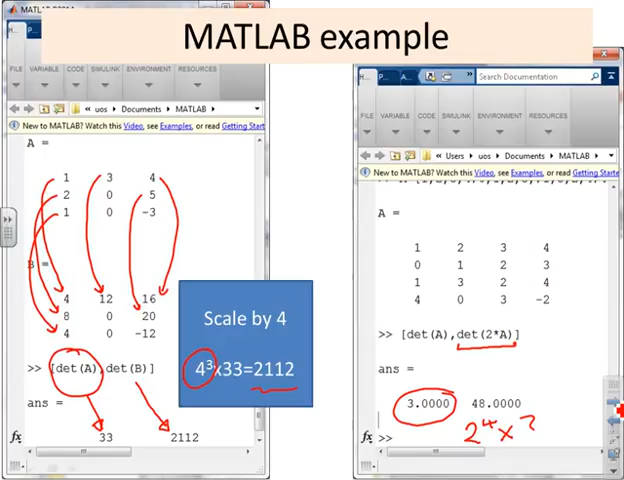 MATLAB example
FILE VARIABLE CODE SIMULINK ENVIRONMENT RESOURCES
uos ▸ Documents ▸ MATLAB ▸
New to MATLAB? Watch this Video, see Examples, or read Getting Start
A =
1 3 4
2 0 5
1 0 -3
B =
4 12 16
8 0 20
4 0 -12
>> [det(A),det(B)]
ans =
33 2112
fx
Scale by 4
4³x33=2112
Search Documentation
FILE VARIABLE CODE SIMULINK ENVIRONMENT RESOURCES
Users ▸ uos ▸ Documents ▸ MATLAB ▸
New to MATLAB? Watch this Video, see Examples, or read Getting Start
A =
1 2 3 4
0 1 2 3
1 3 2 4
4 0 3 -2
>> [det(A),det(2*A)]
ans =
3.0000 48.0000
fx >>
2⁴ x